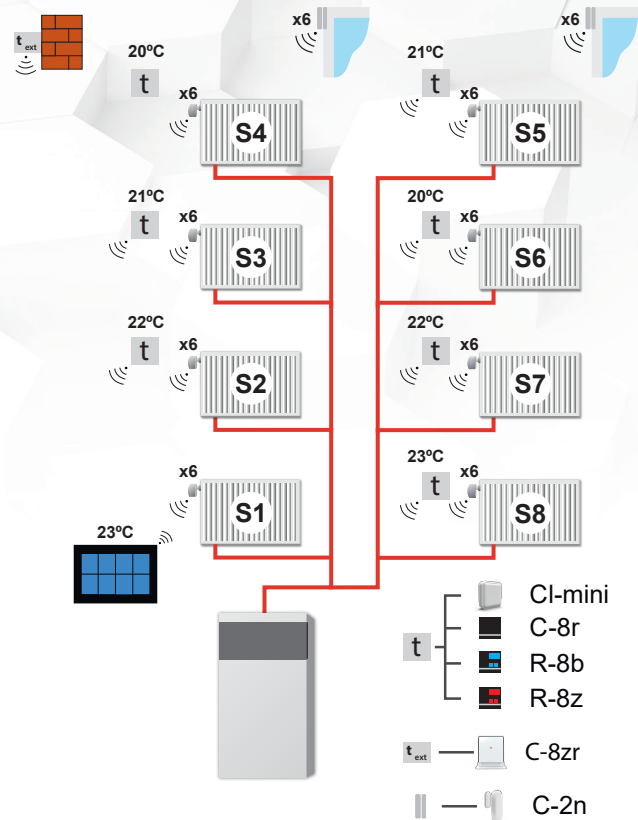 x6
x6
t ext
20ºC
t
x6
S4
21ºC
t
x6
S5
21ºC
t
x6
S3
20ºC
t
x6
S6
22ºC
t
x6
S2
22ºC
t
x6
S7
x6
S1
23ºC
23ºC
t
x6
S8
t
CI-mini
C-8r
R-8b
R-8z
t ext
C-8zr
C-2n